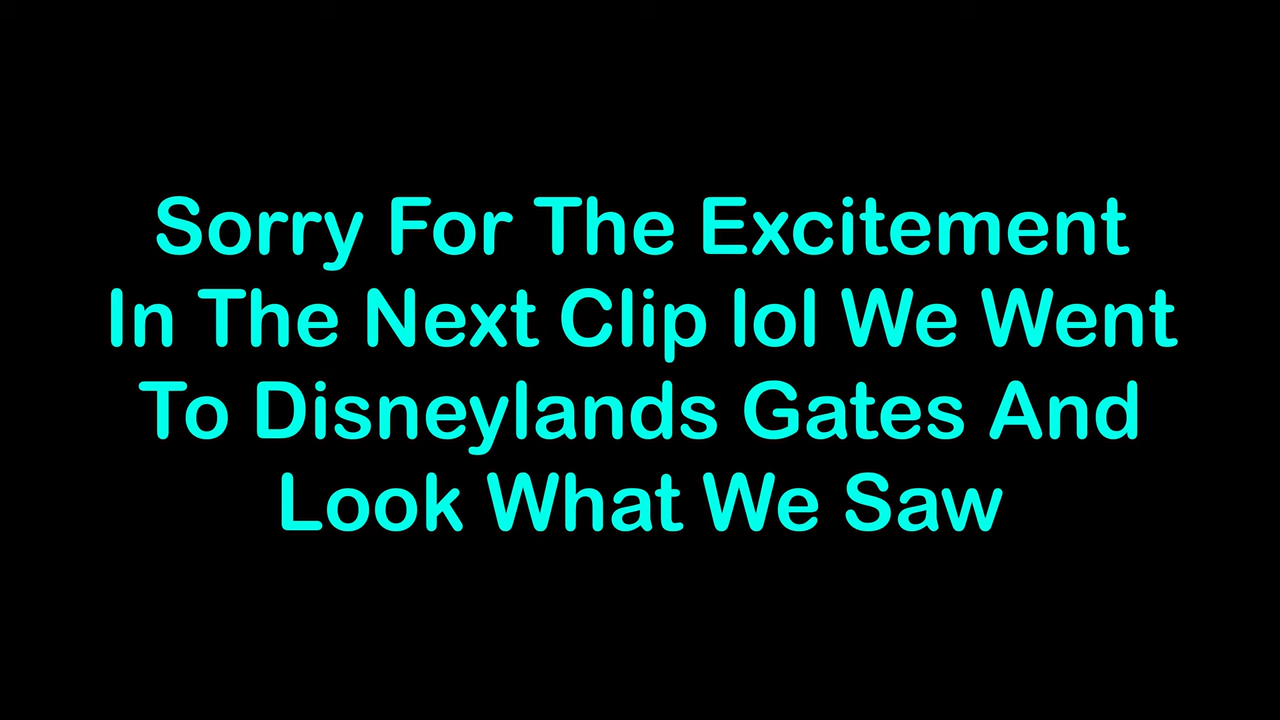 Sorry For The Excitement
In The Next Clip lol We Went
To Disneylands Gates And
Look What We Saw